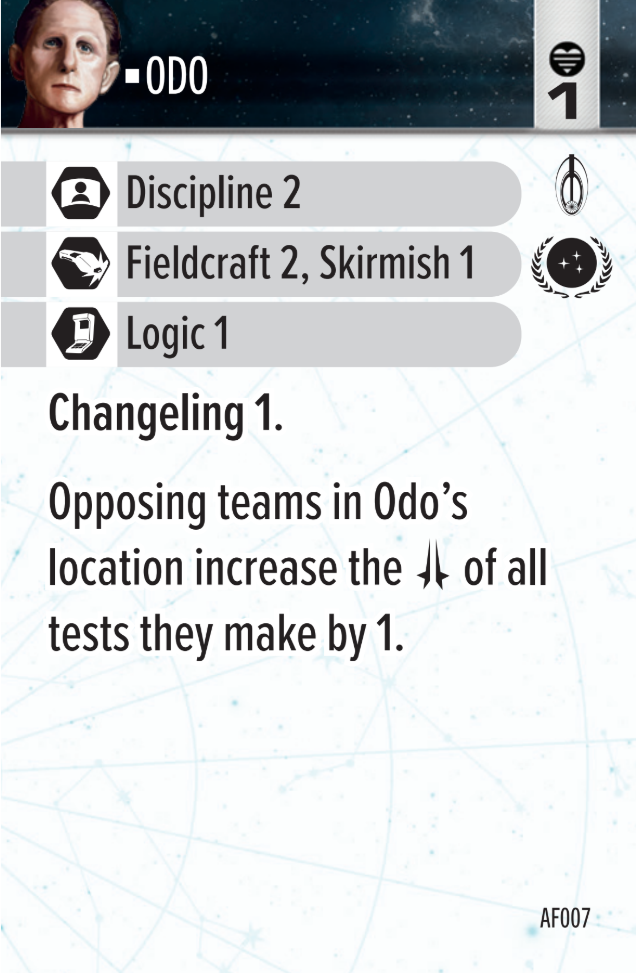 ▪ODO
1
Discipline 2
Fieldcraft 2, Skirmish 1
Logic 1
Changeling 1.
Opposing teams in Odo’s
location increase the of all
tests they make by 1.
AF007